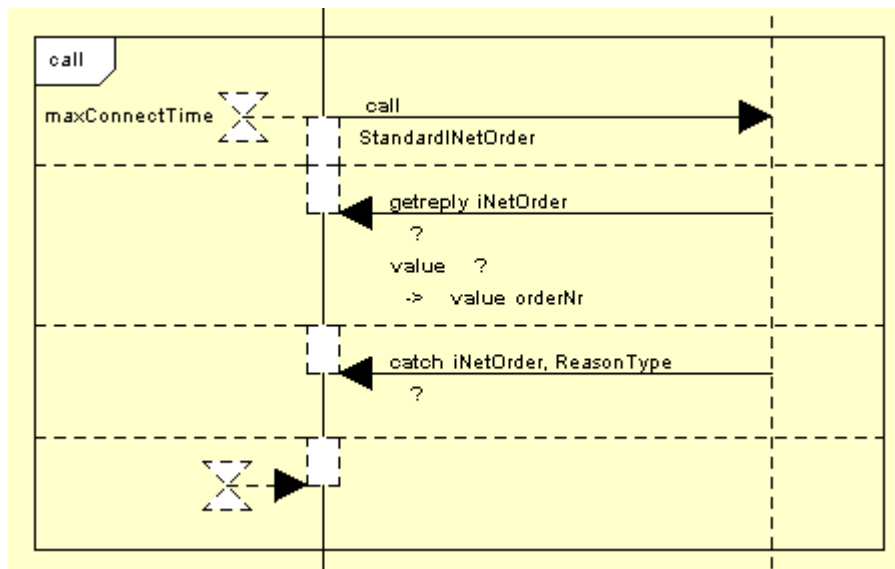 call
maxConnectTime
call
StandardINetOrder
getreply iNetOrder
?
value ?
-> value orderNr
catch iNetOrder, ReasonType
?